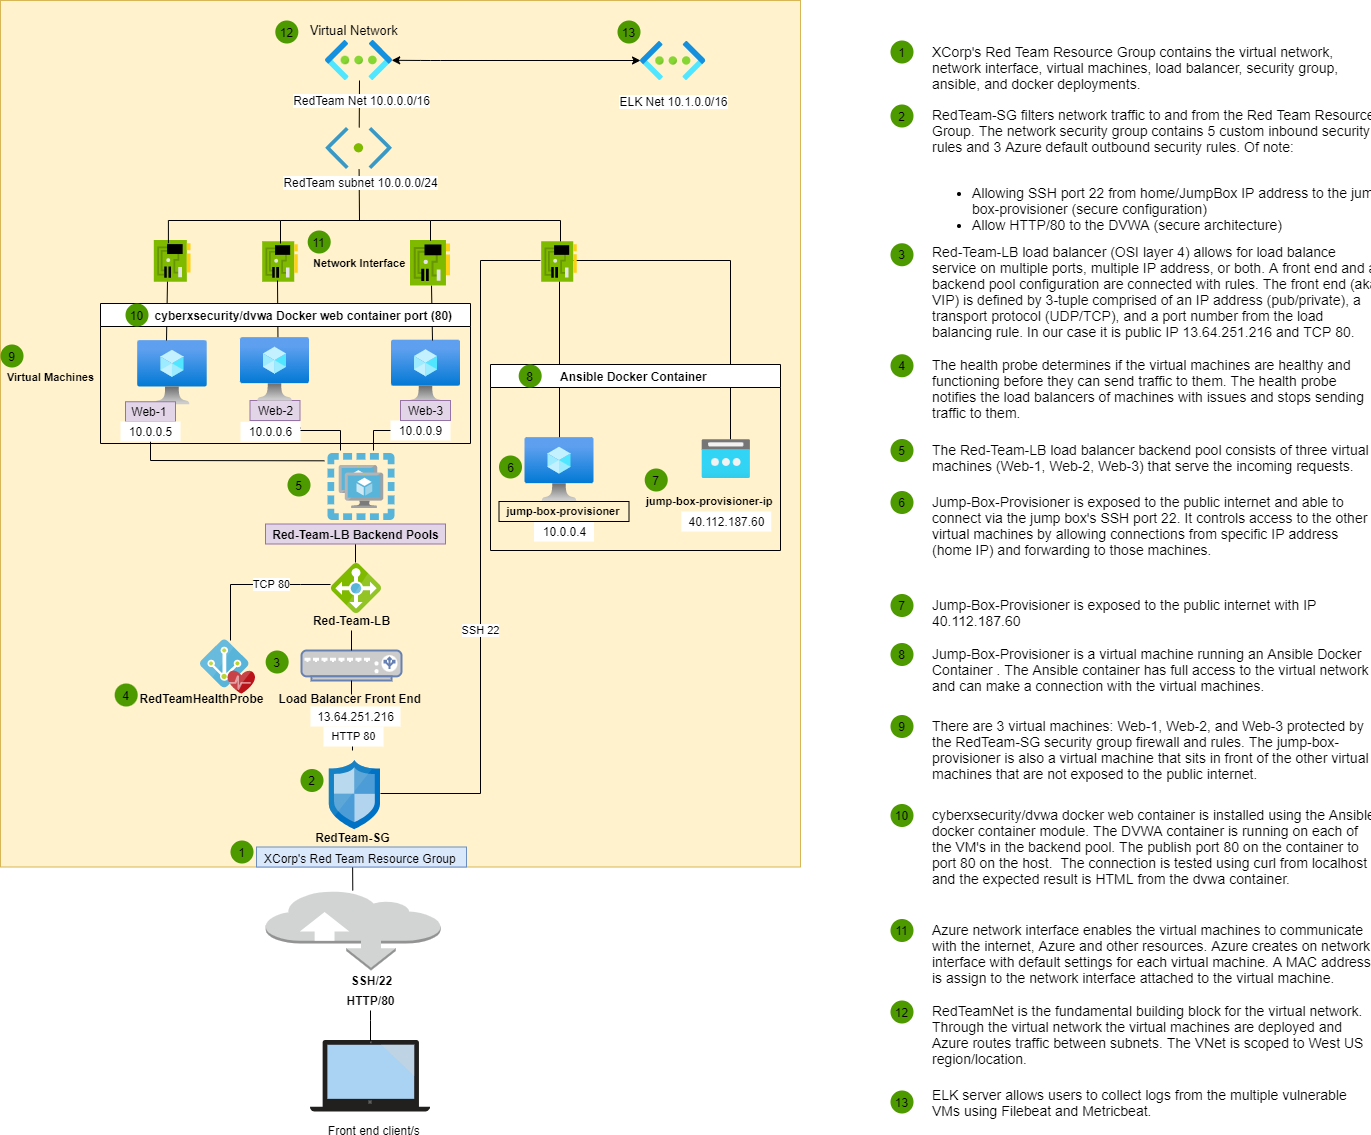 12
Virtual Network
13
RedTeam Net 10.0.0.0/16
ELK Net 10.1.0.0/16
RedTeam subnet 10.0.0.0/24
11
Network Interface
10 cyberxsecurity/dvwa Docker web container port (80)
9
Virtual Machines
Web-1
Web-2
Web-3
10.0.0.5
10.0.0.6
10.0.0.9
8 Ansible Docker Container
6
7
jump-box-provisioner
jump-box-provisioner-ip
10.0.0.4
40.112.187.60
5
Red-Team-LB Backend Pools
TCP 80
Red-Team-LB
SSH 22
3
4 RedTeamHealthProbe
Load Balancer Front End
13.64.251.216
HTTP 80
2
RedTeam-SG
1
XCorp's Red Team Resource Group
SSH/22
HTTP/80
Front end client/s
1 XCorp's Red Team Resource Group contains the virtual network,
network interface, virtual machines, load balancer, security group,
ansible, and docker deployments.
2 RedTeam-SG filters network traffic to and from the Red Team Resource
Group. The network security group contains 5 custom inbound security
rules and 3 Azure default outbound security rules. Of note:
• Allowing SSH port 22 from home/JumpBox IP address to the jum
box-provisioner (secure configuration)
• Allow HTTP/80 to the DVWA (secure architecture)
3 Red-Team-LB load balancer (OSI layer 4) allows for load balance
service on multiple ports, multiple IP address, or both. A front end and a
backend pool configuration are connected with rules. The front end (aka
VIP) is defined by 3-tuple comprised of an IP address (pub/private), a
transport protocol (UDP/TCP), and a port number from the load
balancing rule. In our case it is public IP 13.64.251.216 and TCP 80.
4 The health probe determines if the virtual machines are healthy and
functioning before they can send traffic to them. The health probe
notifies the load balancers of machines with issues and stops sending
traffic to them.
5 The Red-Team-LB load balancer backend pool consists of three virtual
machines (Web-1, Web-2, Web-3) that serve the incoming requests.
6 Jump-Box-Provisioner is exposed to the public internet and able to
connect via the jump box's SSH port 22. It controls access to the other
virtual machines by allowing connections from specific IP address
(home IP) and forwarding to those machines.
7 Jump-Box-Provisioner is exposed to the public internet with IP
40.112.187.60
8 Jump-Box-Provisioner is a virtual machine running an Ansible Docker
Container . The Ansible container has full access to the virtual network
and can make a connection with the virtual machines.
9 There are 3 virtual machines: Web-1, Web-2, and Web-3 protected by
the RedTeam-SG security group firewall and rules. The jump-box-
provisioner is also a virtual machine that sits in front of the other virtual
machines that are not exposed to the public internet.
10 cyberxsecurity/dvwa docker web container is installed using the Ansible
docker container module. The DVWA container is running on each of
the VM's in the backend pool. The publish port 80 on the container to
port 80 on the host. The connection is tested using curl from localhost
and the expected result is HTML from the dvwa container.
11 Azure network interface enables the virtual machines to communicate
with the internet, Azure and other resources. Azure creates on network
interface with default settings for each virtual machine. A MAC address
is assign to the network interface attached to the virtual machine.
12 RedTeamNet is the fundamental building block for the virtual network.
Through the virtual network the virtual machines are deployed and
Azure routes traffic between subnets. The VNet is scoped to West US
region/location.
13 ELK server allows users to collect logs from the multiple vulnerable
VMs using Filebeat and Metricbeat.